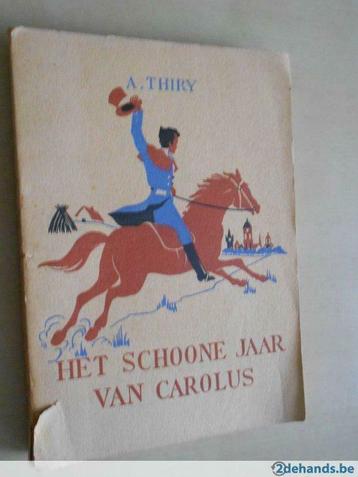 A. THIRY
HET SCHOONE JAAR
VAN CAROLUS
2dehands.be